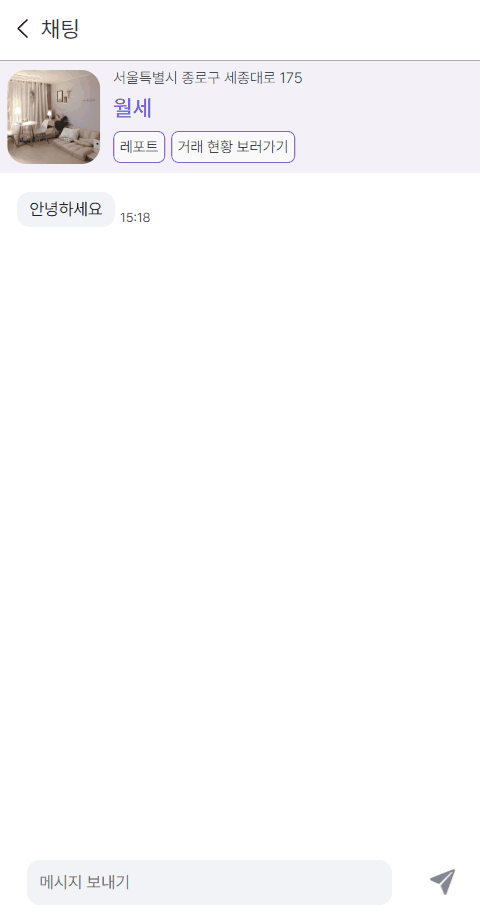 채팅
서울특별시 종로구 세종대로 175
월세
레포트 거래 현황 보러가기
안녕하세요 15:18
메시지 보내기